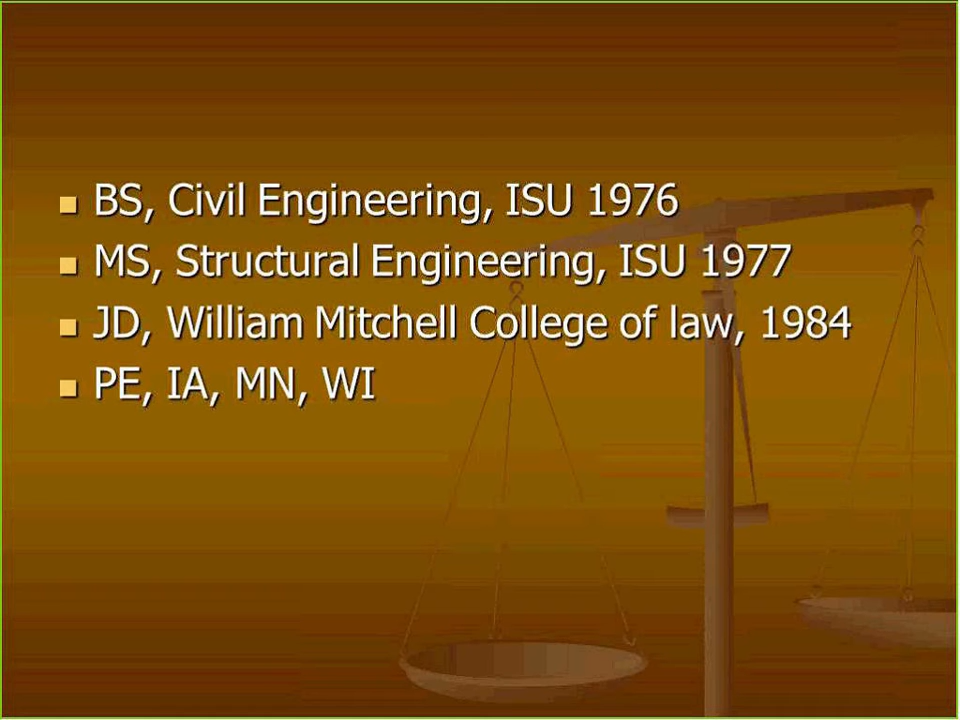 BS, Civil Engineering, ISU 1976
MS, Structural Engineering, ISU 1977
JD, William Mitchell College of law, 1984
PE, IA, MN, WI